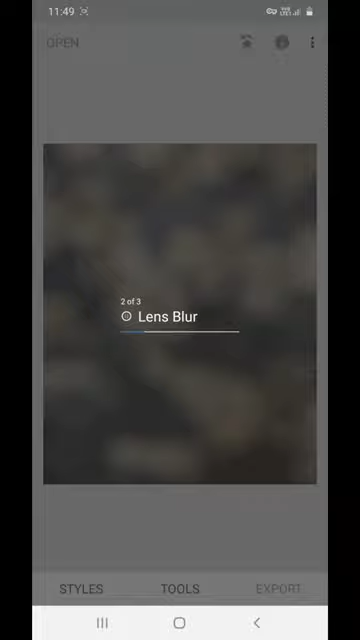 11:49
OPEN
2 of 3
Lens Blur
STYLES TOOLS EXPORT